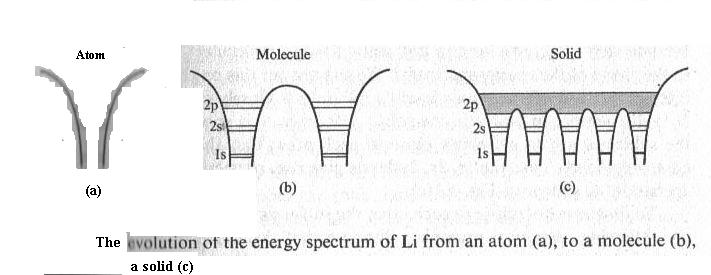 Atom
Molecule
Solid
2p
2s
1s
2p
2s
1s
(a)
(b)
(c)
The evolution of the energy spectrum of Li from an atom (a), to a molecule (b),
a solid (c)